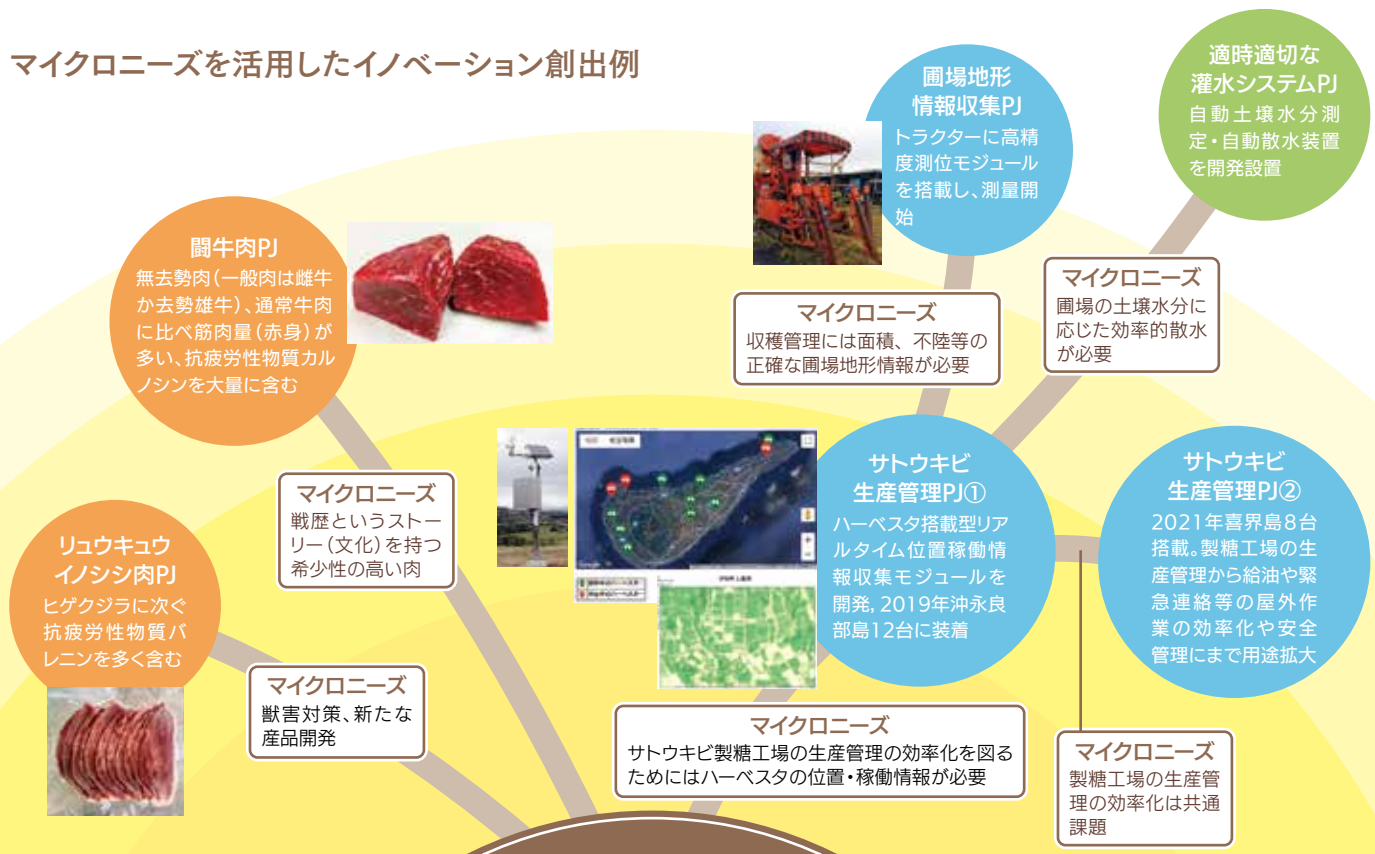 マイクロニーズを活用したイノベーション創出例
圃場地形
情報収集PJ
トラクターに高精
度測位モジュール
を搭載し、測量開
始
適時適切な
灌水システムPJ
自動土壌水分測
定・自動散水装置
を開発設置
闘牛肉PJ
無去勢肉(一般肉は雌牛
か去勢雄牛)、通常牛肉
に比べ筋肉量(赤身)が
多い、抗疲労性物質カル
ノシンを大量に含む
マイクロニーズ
収穫管理には面積、不陸等の
正確な圃場地形情報が必要
マイクロニーズ
圃場の土壌水分に
応じた効率的散水
が必要
マイクロニーズ
戦歴というストー
リー(文化)を持つ
希少性の高い肉
サトウキビ
生産管理PJ①
ハーベスタ搭載型リア
ルタイム位置稼働情
報収集モジュールを
開発, 2019年沖永良
部島12台に装着
サトウキビ
生産管理PJ②
2021年喜界島8台
搭載。製糖工場の生
産管理から給油や緊
急連絡等の屋外作
業の効率化や安全
管理にまで用途拡大
リュウキュウ
イノシシ肉PJ
ヒゲクジラに次ぐ
抗疲労性物質バ
レニンを多く含む
マイクロニーズ
獣害対策、新たな
産品開発
マイクロニーズ
サトウキビ製糖工場の生産管理の効率化を図る
ためにはハーベスタの位置・稼働情報が必要
マイクロニーズ
製糖工場の生産管
理の効率化は共通
課題